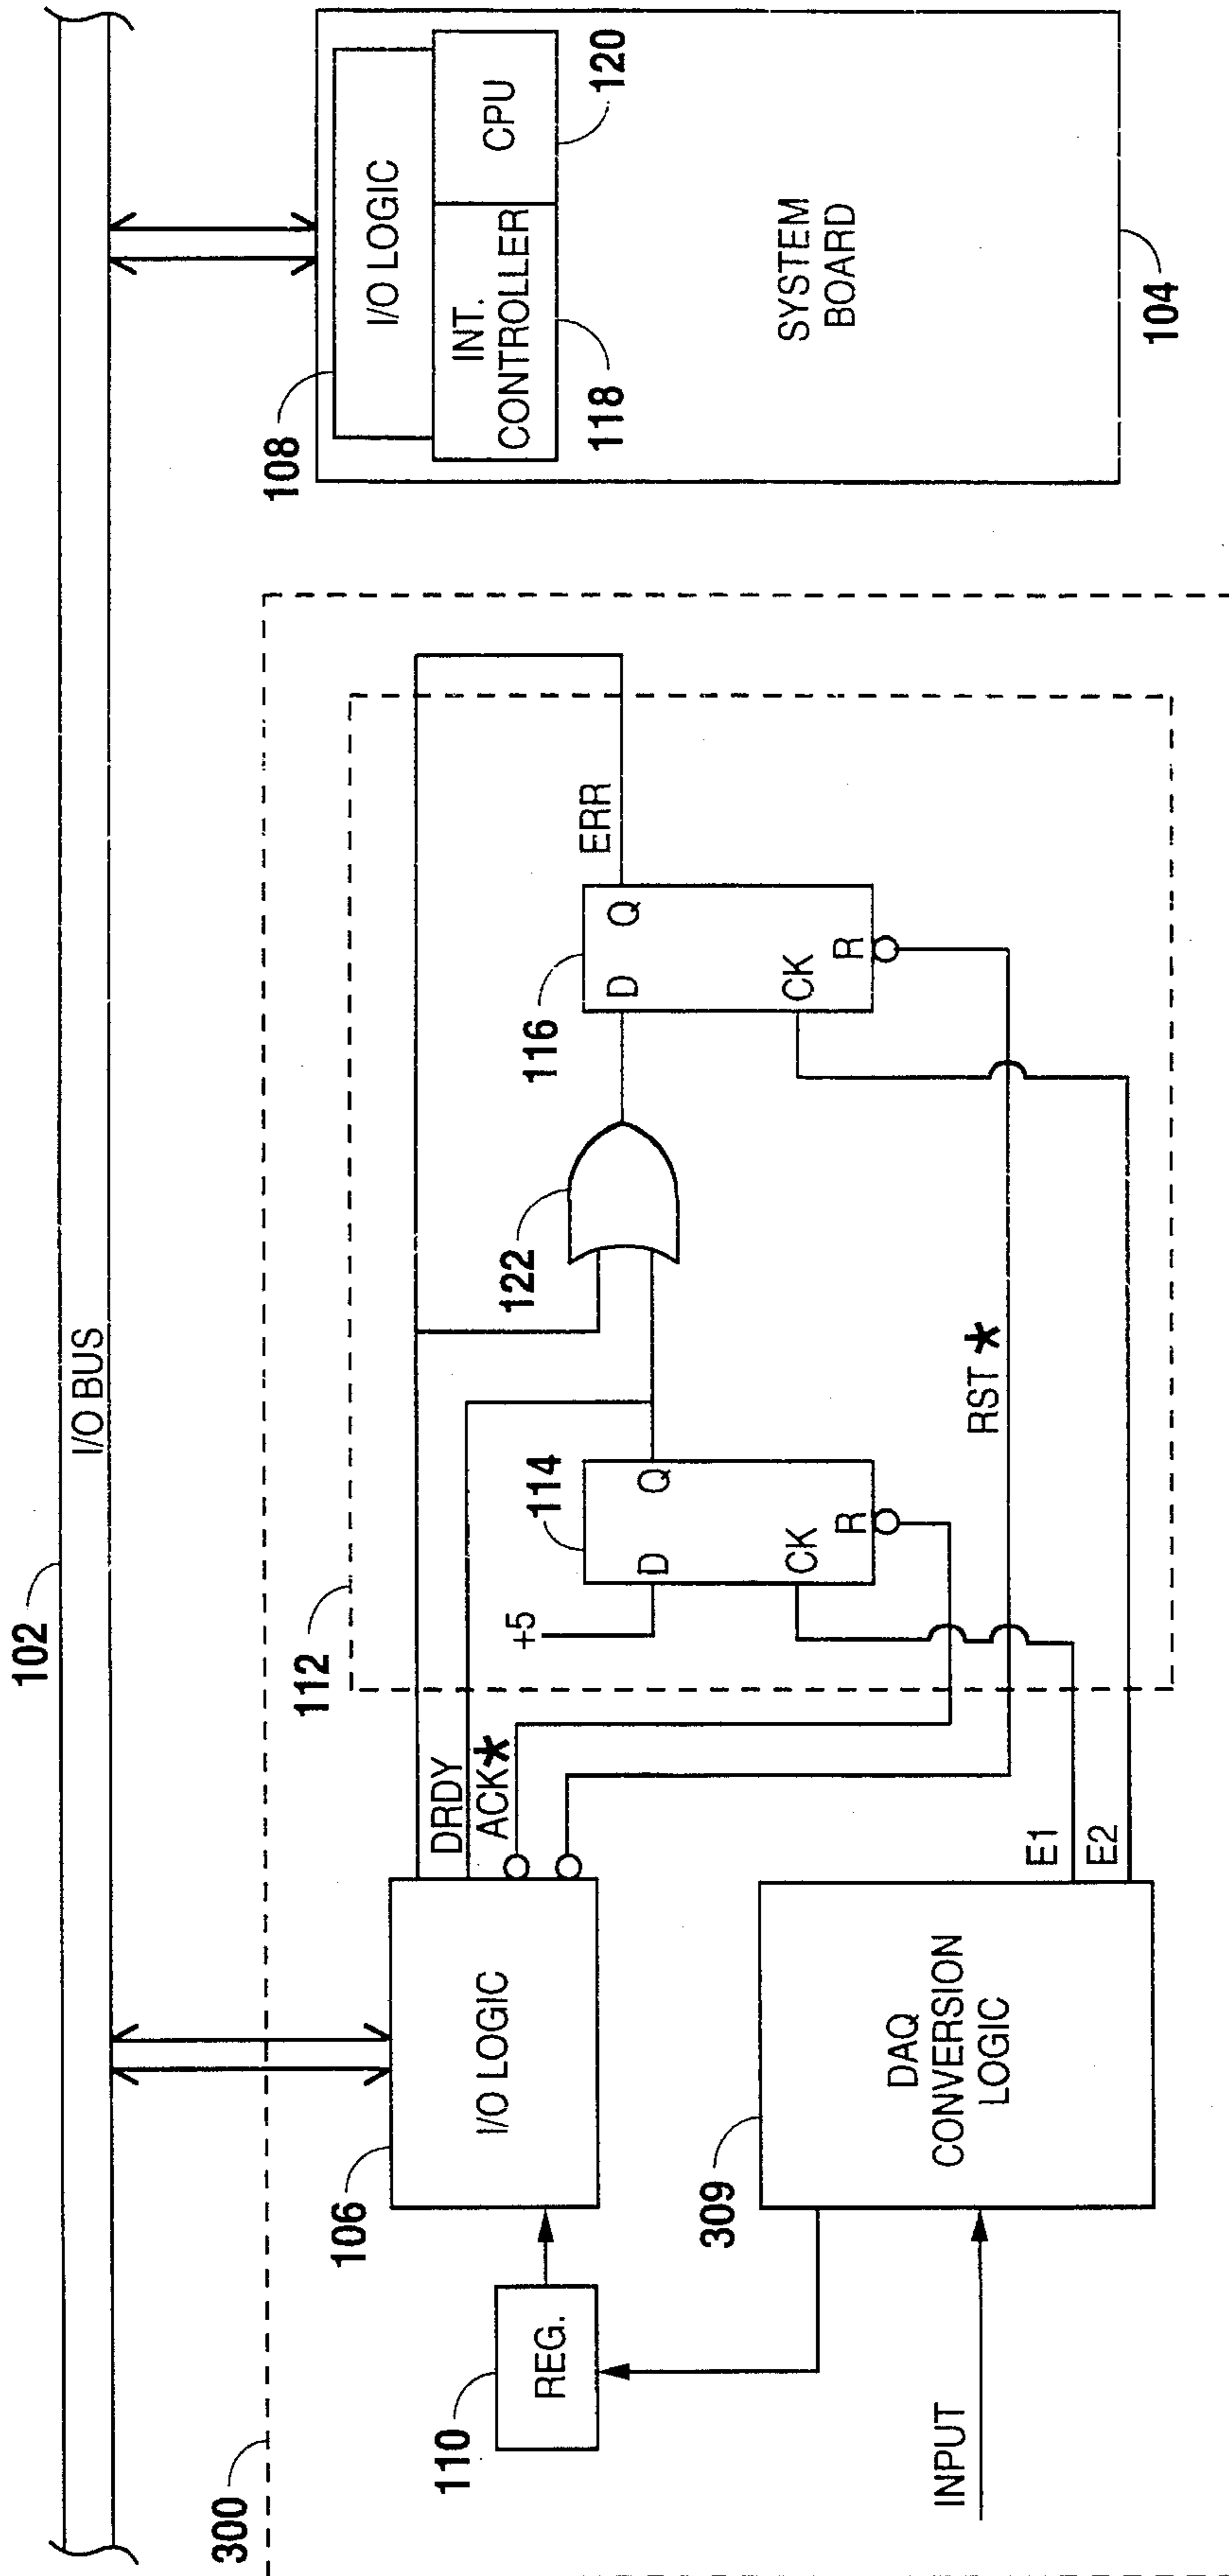 102
I/O BUS
300
112
106
I/O LOGIC
DRDY
ACK*
110
REG.
309
DAQ
CONVERSION
LOGIC
INPUT
E1
E2
+5
114
D
Q
CK
R
122
RST *
116
D
Q
CK
R
ERR
108
I/O LOGIC
INT.
CONTROLLER
CPU
118
120
SYSTEM
BOARD
104